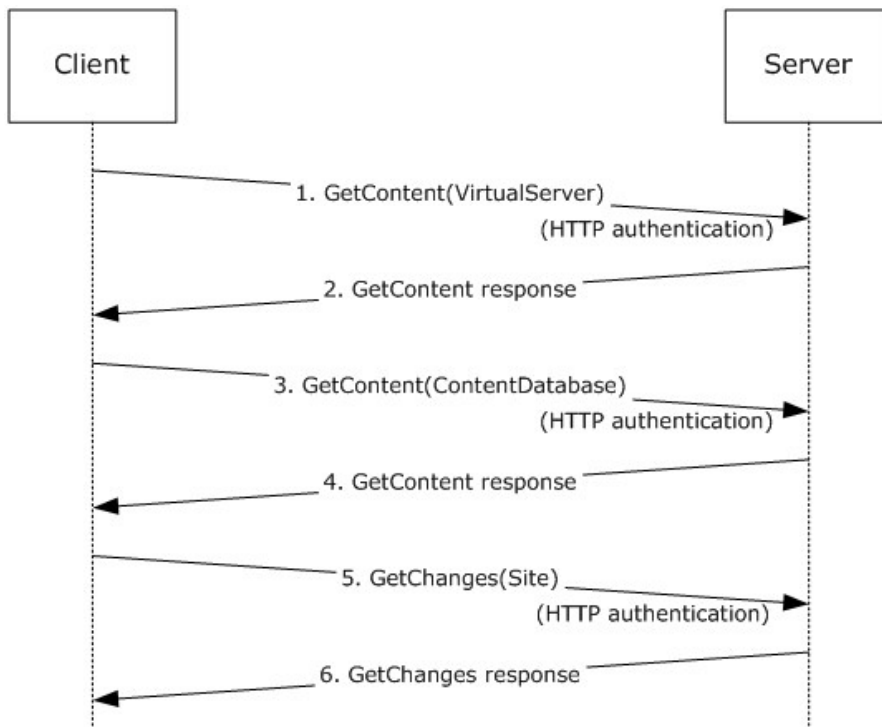 Client
Server
1. GetContent(VirtualServer)
(HTTP authentication)
2. GetContent response
3. GetContent(ContentDatabase)
(HTTP authentication)
4. GetContent response
5. GetChanges(Site)
(HTTP authentication)
6. GetChanges response